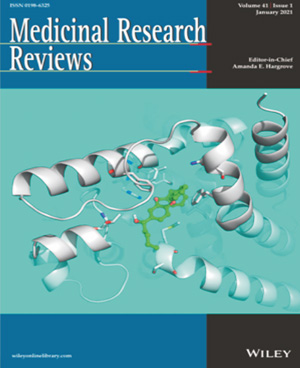 ISSN 0198-6325
Volume 41 | Issue 1
January 2021
Medicinal Research
Reviews
Editor-in-Chief
Amanda E. Hargrove
wileyonlinelibrary.com
WILEY